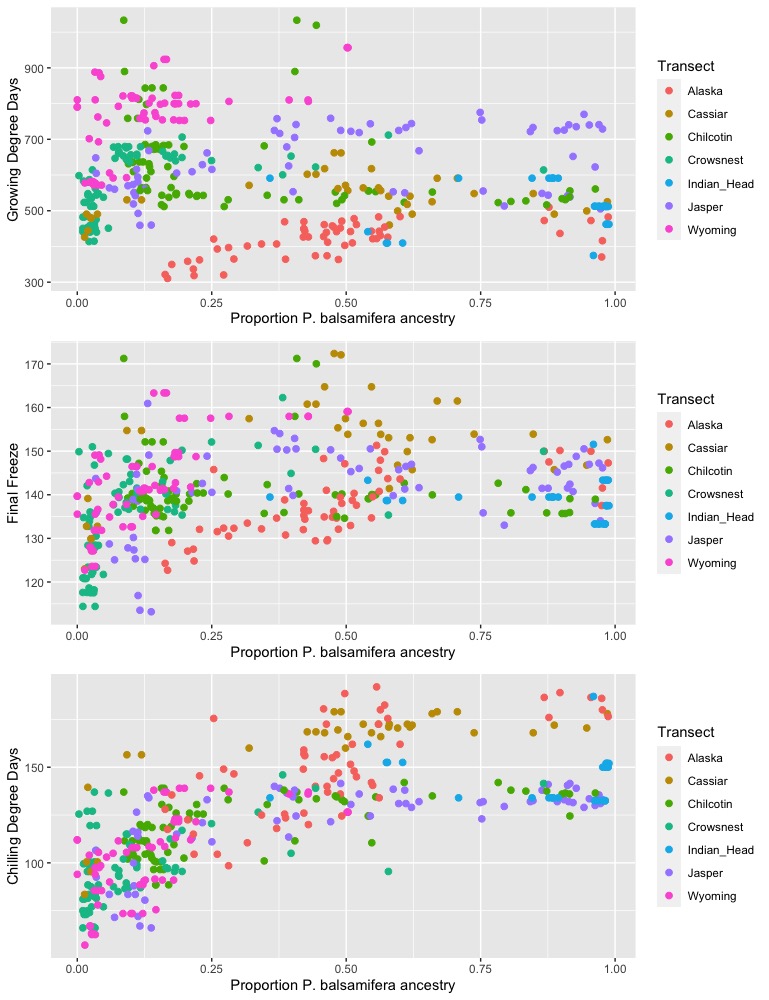 Growing Degree Days
900
700
500
300
0.00 0.25 0.50 0.75 1.00
Proportion P. balsamifera ancestry
Transect
Alaska
Cassiar
Chilcotin
Crowsnest
Indian_Head
Jasper
Wyoming
Final Freeze
170
160
150
140
130
120
0.00 0.25 0.50 0.75 1.00
Proportion P. balsamifera ancestry
Transect
Alaska
Cassiar
Chilcotin
Crowsnest
Indian_Head
Jasper
Wyoming
Chilling Degree Days
150
100
0.00 0.25 0.50 0.75 1.00
Proportion P. balsamifera ancestry
Transect
Alaska
Cassiar
Chilcotin
Crowsnest
Indian_Head
Jasper
Wyoming